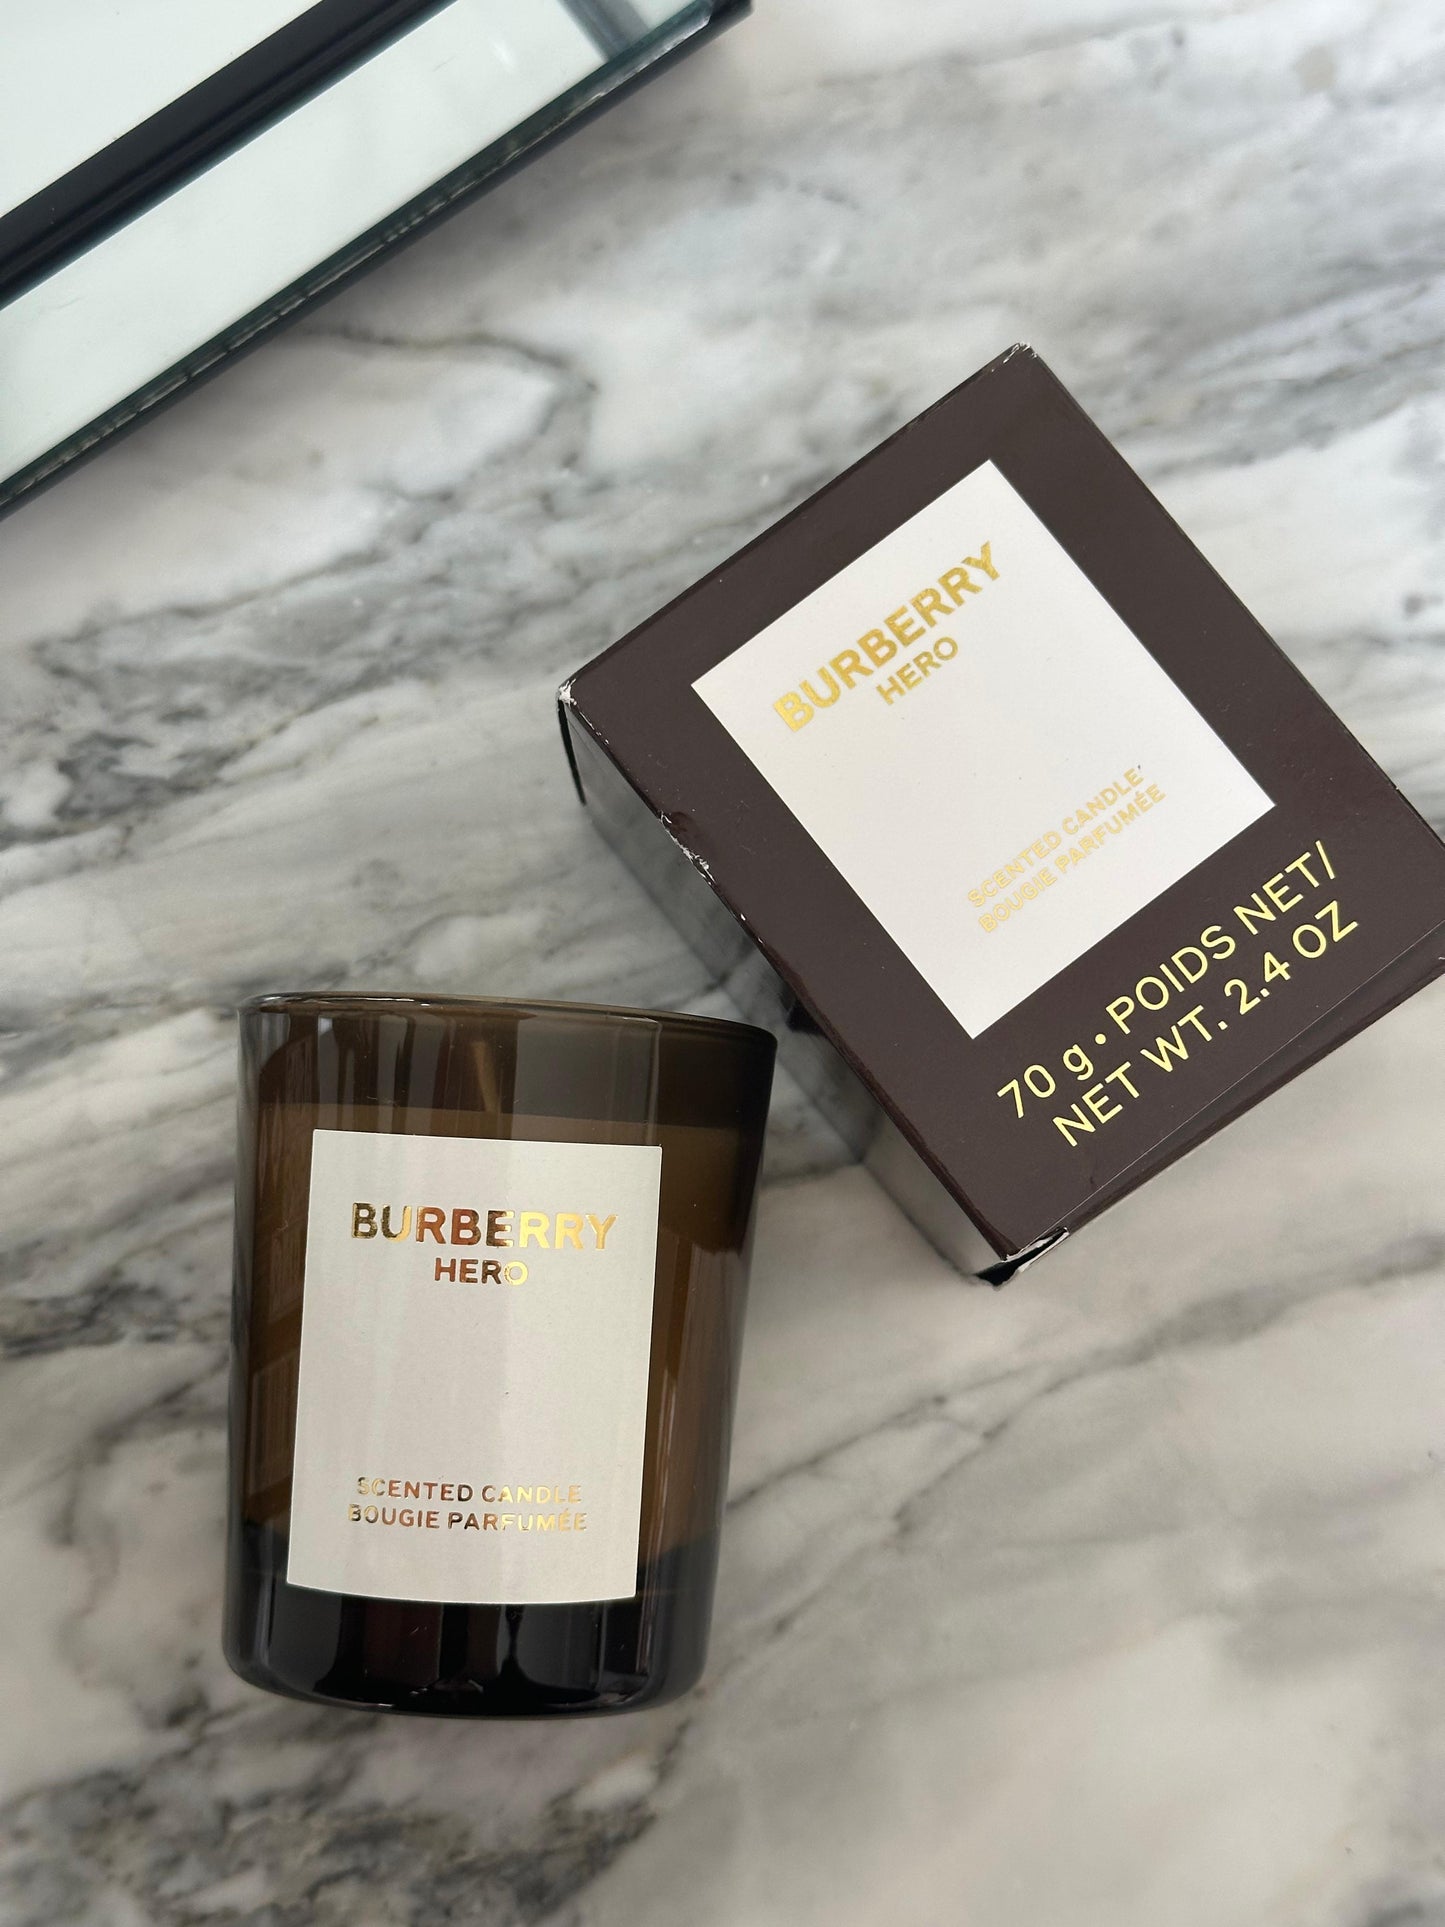 BURBERRY
HERO
SCENTED CANDLE
BOUGIE PARFUMÉE
70 g • POIDS NET/
NET WT. 2.4 OZ
BURBERRY
HERO
SCENTED CANDLE
BOUGIE PARFUMÉE